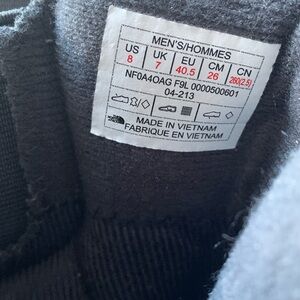 MEN'S/HOMMES
US UK EU CM CN
8 7 40.5 26 260(2.5)
NF0A4OAG F9L 0000500601
04-213
MADE IN VIETNAM
FABRIQUE EN VIETNAM